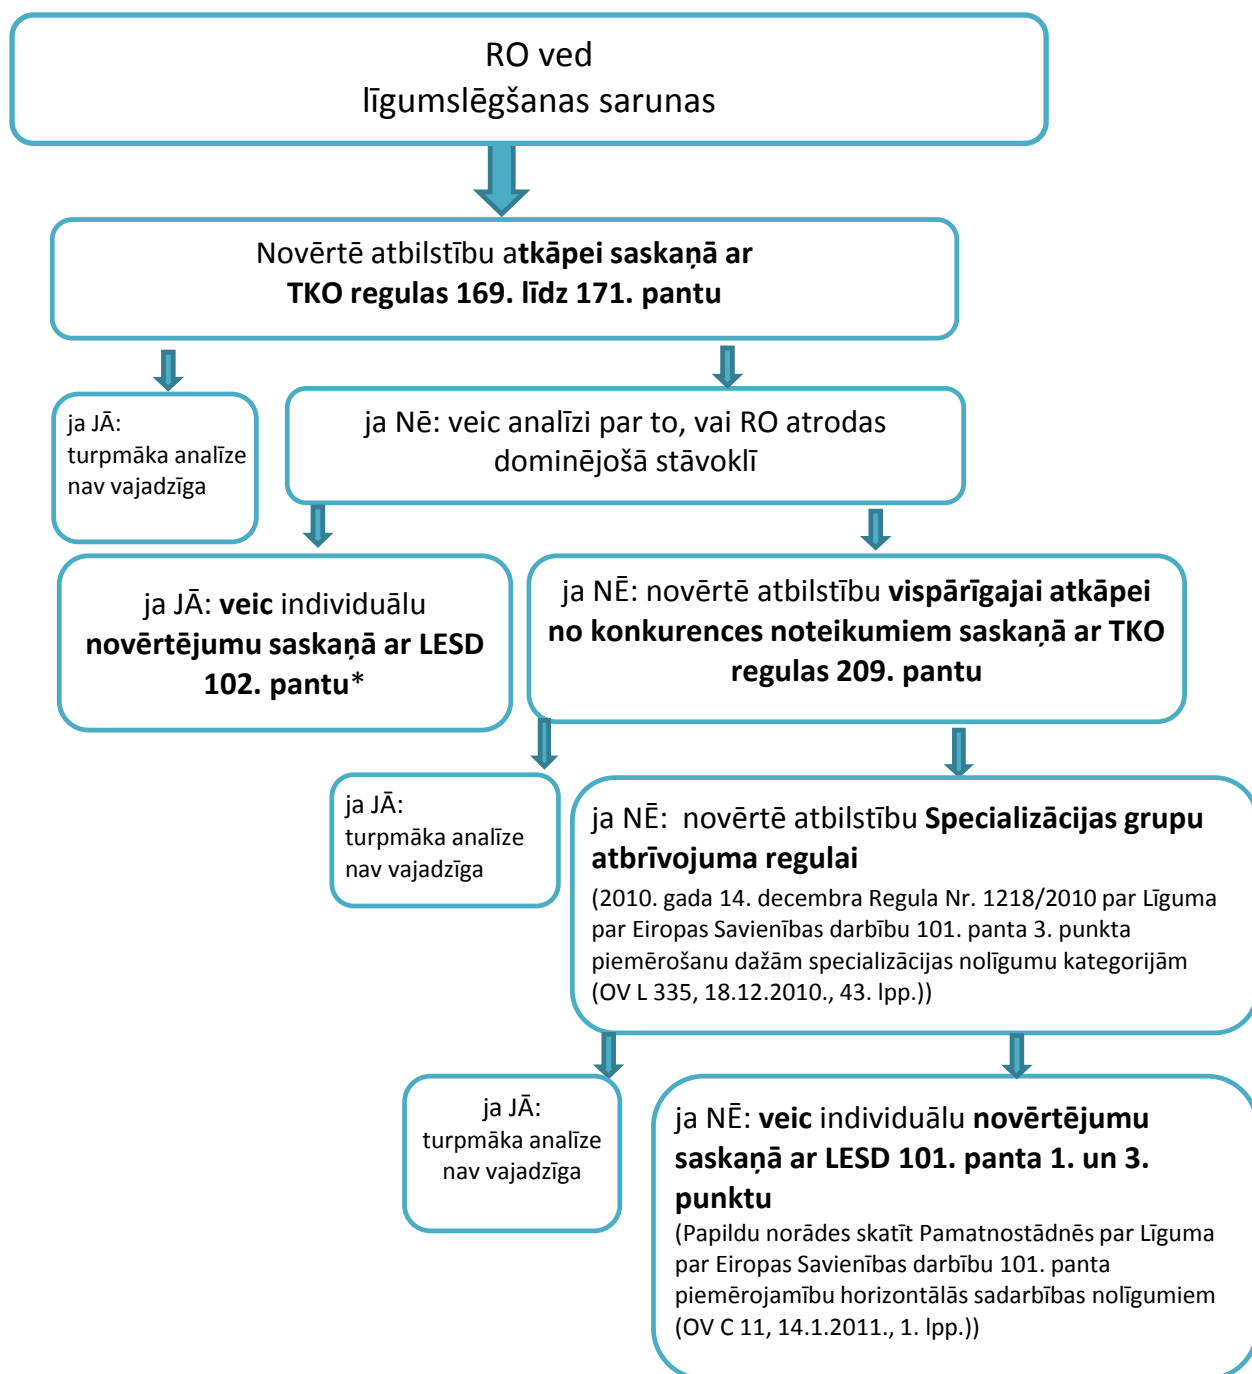 RO ved
līgumslēgšanas sarunas
Novērtē atbilstību atkāpei saskaņā ar
TKO regulas 169. līdz 171. pantu
ja JĀ:
turpmāka analīze
nav vajadzīga
ja Nē: veic analīzi par to, vai RO atrodas
dominējošā stāvoklī
ja JĀ: veic individuālu
novērtējumu saskaņā ar LESD
102. pantu*
ja NĒ: novērtē atbilstību vispārīgajai atkāpei
no konkurences noteikumiem saskaņā ar TKO
regulas 209. pantu
ja JĀ:
turpmāka analīze
nav vajadzīga
ja NĒ: novērtē atbilstību Specializācijas grupu
atbrīvojuma regulai
(2010. gada 14. decembra Regula Nr. 1218/2010 par Līguma
par Eiropas Savienības darbību 101. panta 3. punkta
piemērošanu dažām specializācijas nolīgumu kategorijām
(OV L 335, 18.12.2010., 43. lpp.))
ja JĀ:
turpmāka analīze
nav vajadzīga
ja NĒ: veic individuālu novērtējumu
saskaņā ar LESD 101. panta 1. un 3.
punktu
(Papildu norādes skatīt Pamatnostādnēs par Līguma
par Eiropas Savienības darbību 101. panta
piemērojamību horizontālās sadarbības nolīgumiem
(OV C 11, 14.1.2011., 1. lpp.))